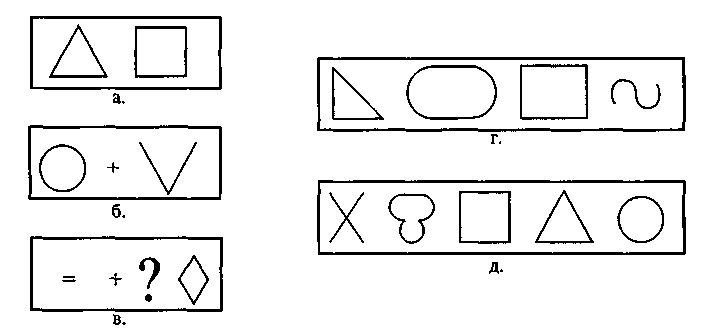 а.
+
б.
= + ?
в.
г.
д.